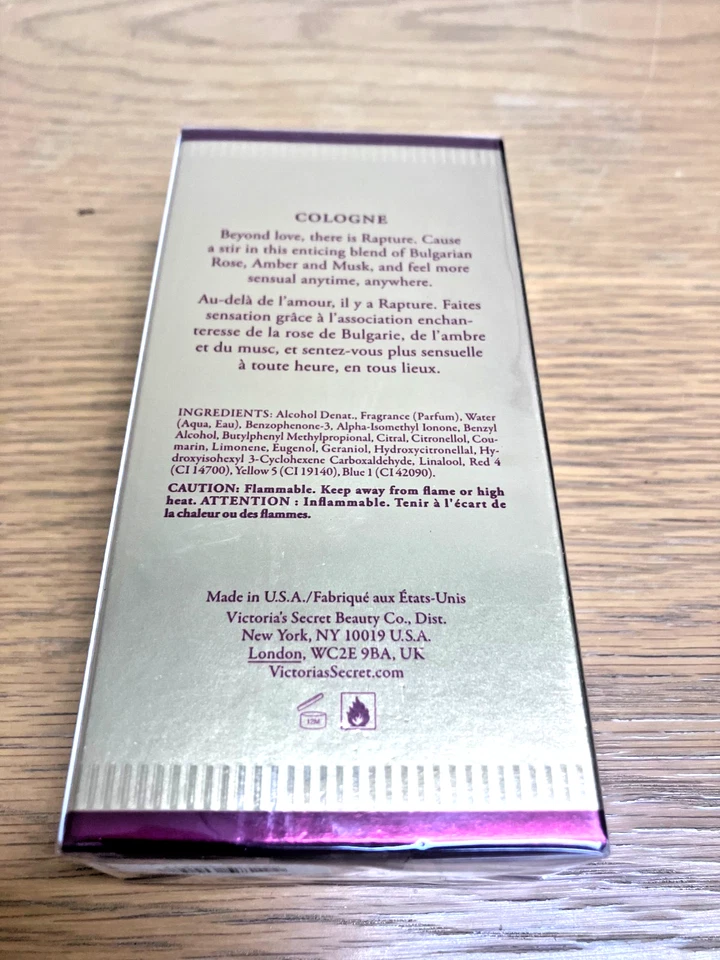 COLOGNE
Beyond love, there is Rapture. Cause
a stir in this enticing blend of Bulgarian
Rose, Amber and Musk, and feel more
sensual anytime, anywhere.
Au-delà de l'amour, il y a Rapture. Faites
sensation grâce à l'association enchan-
teresse de la rose de Bulgarie, de l'ambre
et du musc, et sentez-vous plus sensuelle
à toute heure, en tous lieux.
INGREDIENTS: Alcohol Denat., Fragrance (Parfum), Water
(Aqua, Eau), Benzophenone-3, Alpha-Isomethyl Ionone, Benzyl
Alcohol, Butylphenyl Methylpropional, Citral, Citronellol, Cou-
marin, Limonene, Eugenol, Geraniol, Hydroxycitronellal, Hy-
droxyisohexyl 3-Cyclohexene Carboxaldehyde, Linalool, Red 4
(CI 14700), Yellow 5 (CI 19140), Blue 1 (CI 42090).
CAUTION: Flammable. Keep away from flame or high
heat. ATTENTION : Inflammable. Tenir à l'écart de
la chaleur ou des flammes.
Made in U.S.A./Fabriqué aux États-Unis
Victoria's Secret Beauty Co., Dist.
New York, NY 10019 U.S.A.
London, WC2E 9BA, UK
VictoriasSecret.com
12M